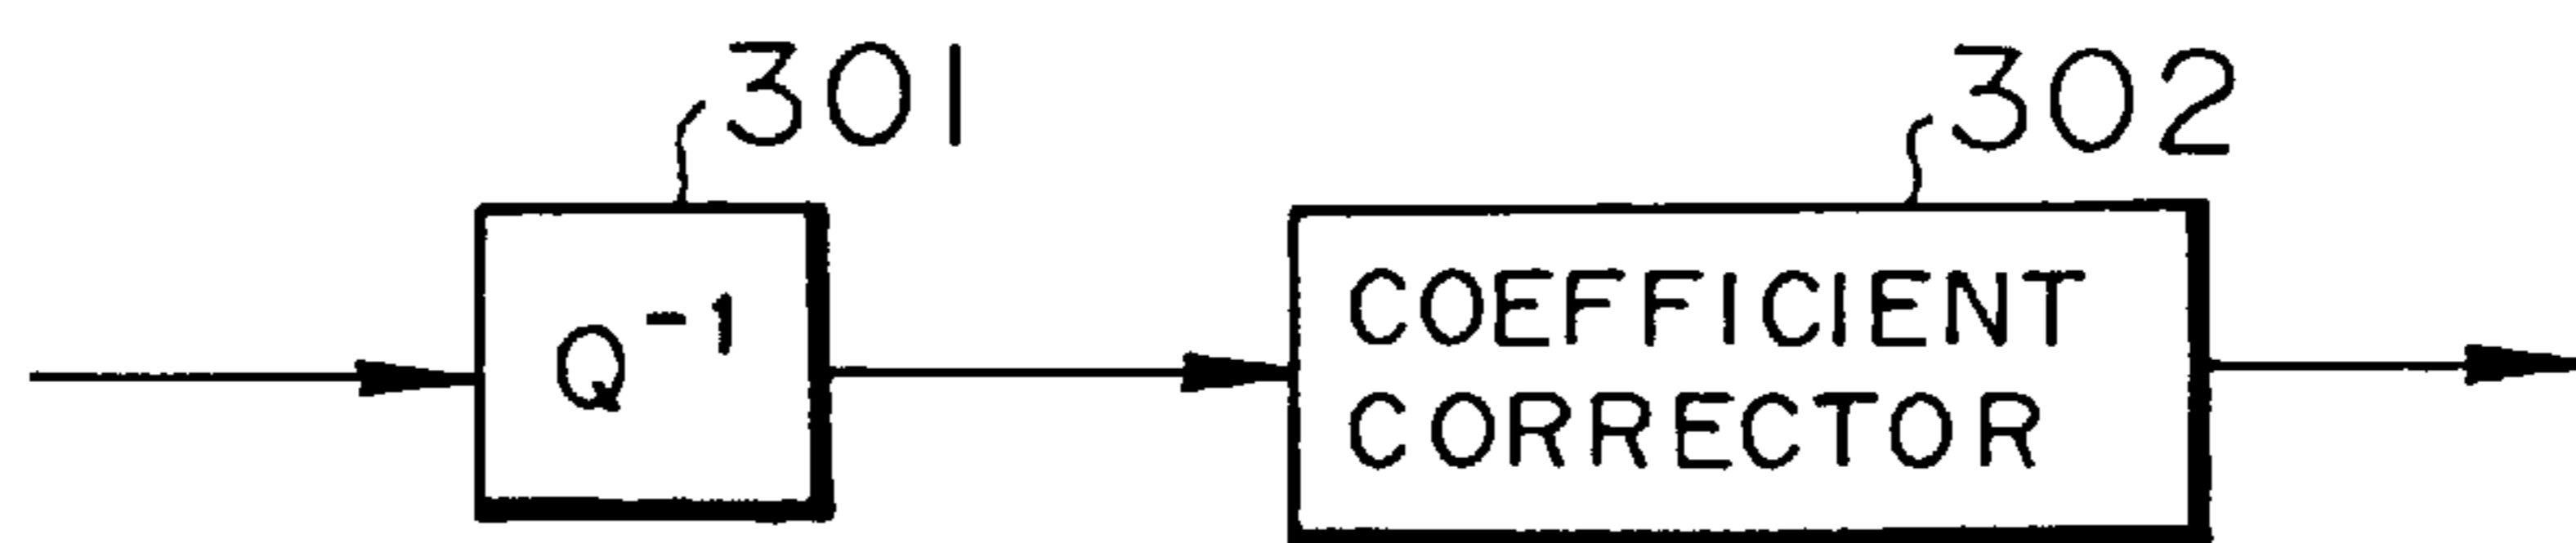 301
302
Q⁻¹
COEFFICIENT
CORRECTOR